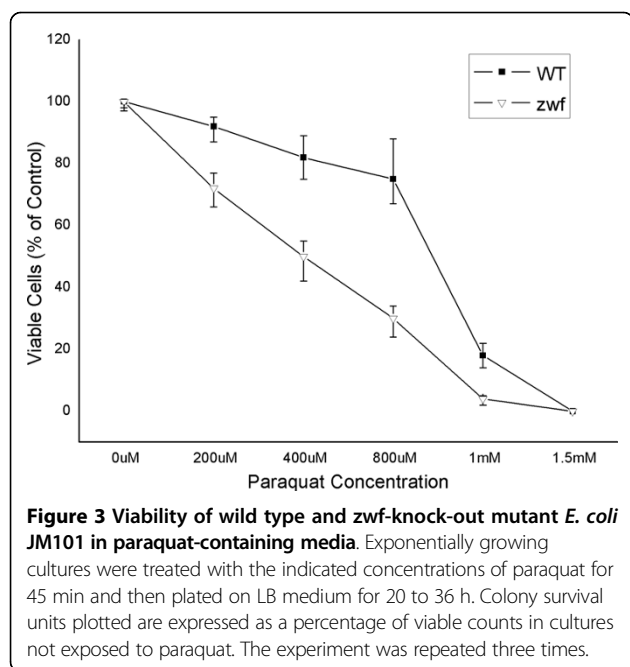 120
100
80
60
40
20
0
Viable Cells (% of Control)
WT
zwf
0uM 200uM 400uM 800uM 1mM 1.5mM
Paraquat Concentration
Figure 3 Viability of wild type and zwf-knock-out mutant E. coli
JM101 in paraquat-containing media. Exponentially growing
cultures were treated with the indicated concentrations of paraquat for
45 min and then plated on LB medium for 20 to 36 h. Colony survival
units plotted are expressed as a percentage of viable counts in cultures
not exposed to paraquat. The experiment was repeated three times.